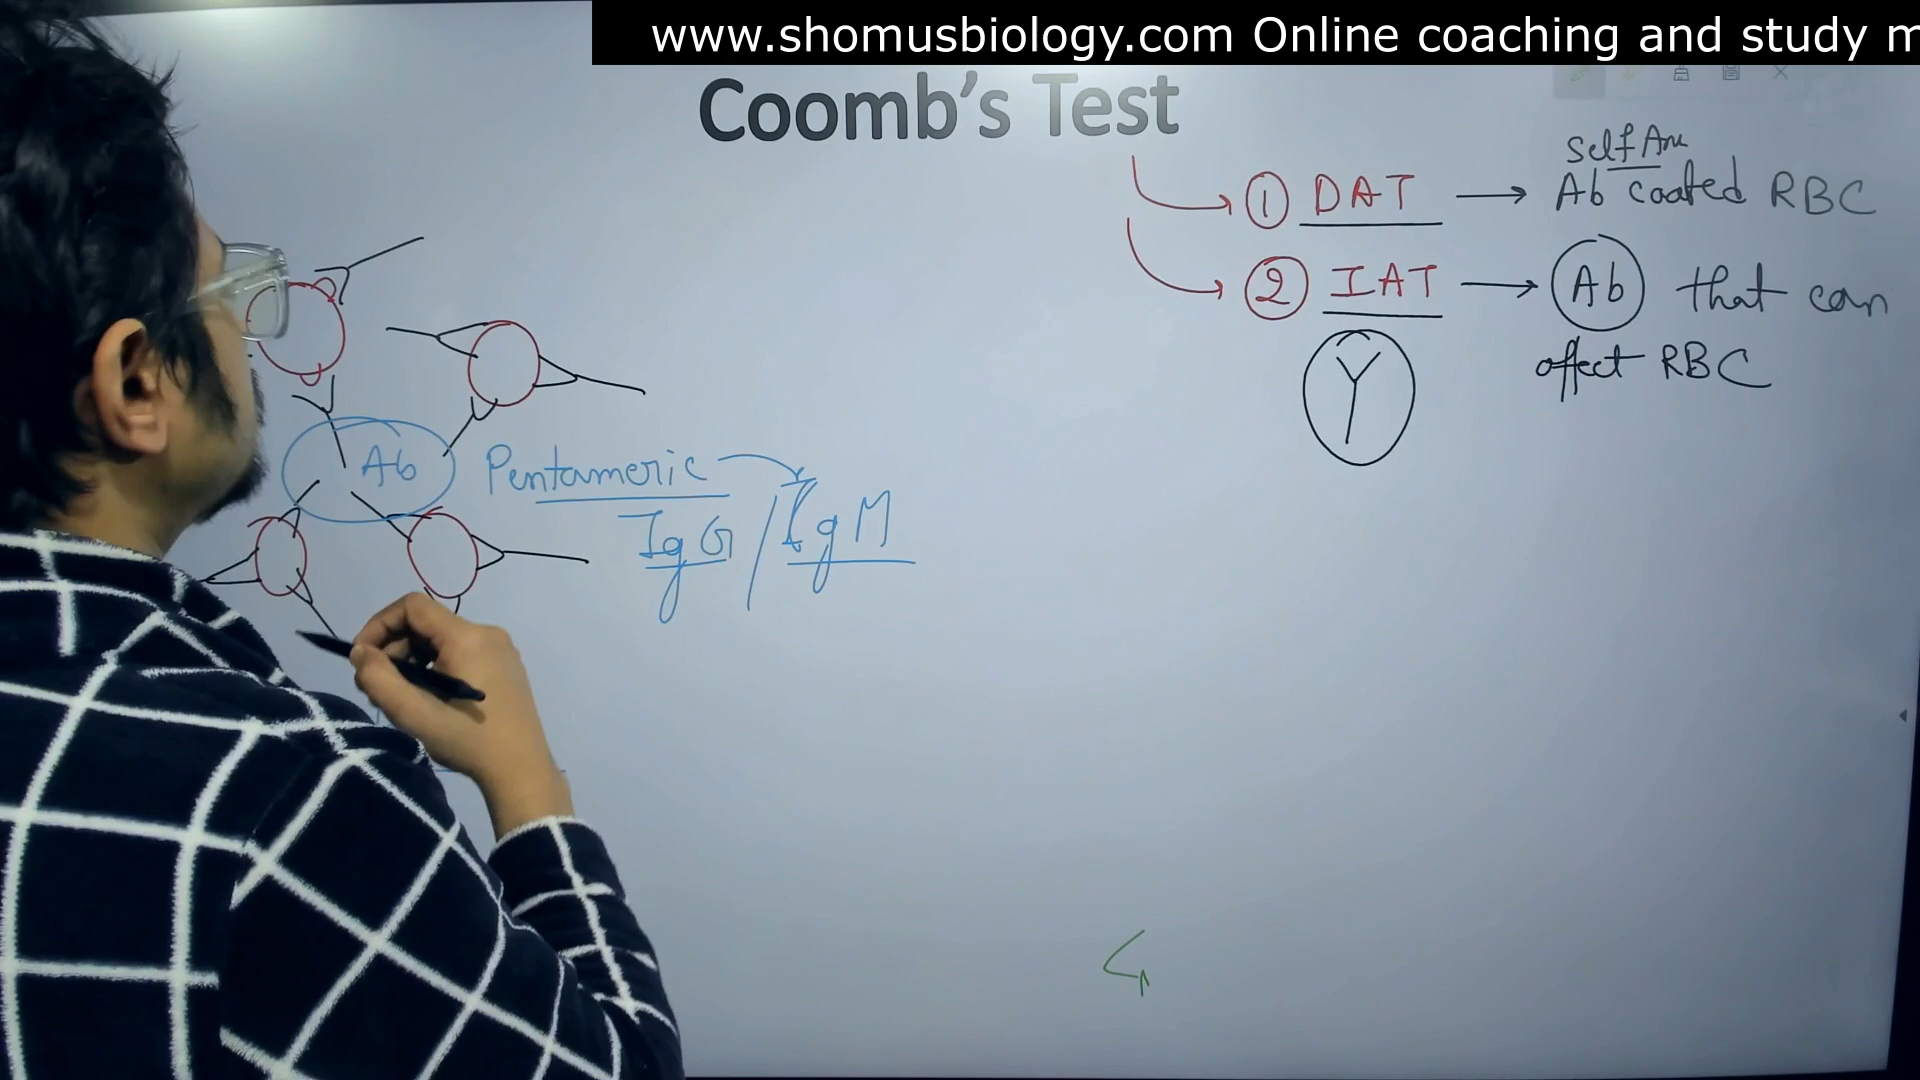 www.shomusbiology.com Online coaching and study m
Coomb's Test
Self
① DAT → Ab coated RBC
② IAT → Ab that can
affect RBC
Ab Pentameric
IgG / IgM